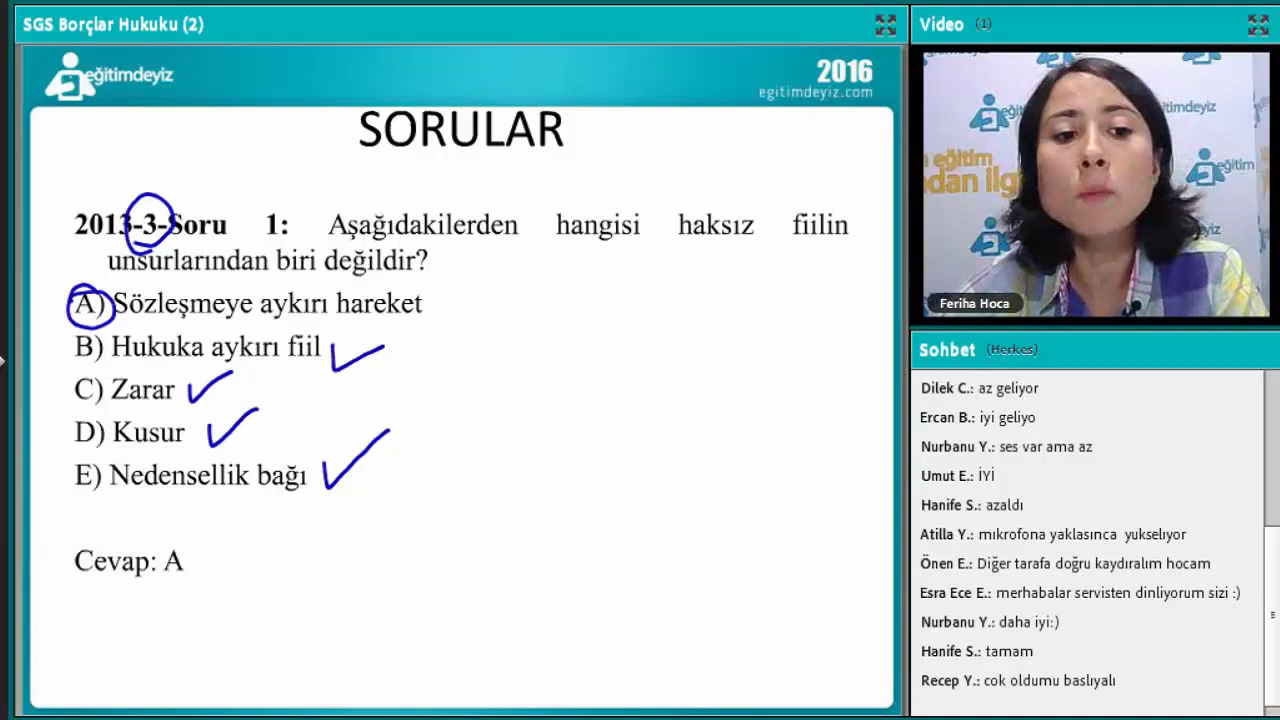 SGS Borçlar Hukuku (2)
eğitimdeyiz
2016
egitimdeyiz.com
SORULAR
2013-3-Soru 1: Aşağıdakilerden hangisi haksız fiilin
unsurlarından biri değildir?
A) Sözleşmeye aykırı hareket
B) Hukuka aykırı fiil
C) Zarar
D) Kusur
E) Nedensellik bağı
Cevap: A
Video (1)
eğitimdeyiz
eğitim
Feriha Hoca
Sohbet (Herkes)
Dilek C.: az geliyor
Ercan B.: iyi geliyo
Nurbanu Y.: ses var ama az
Umut E.: İYİ
Hanife S.: azaldı
Atilla Y.: mıkrofona yaklasınca yukselıyor
Önen E.: Diğer tarafa doğru kaydıralım hocam
Esra Ece E.: merhabalar servisten dinliyorum sizi :)
Nurbanu Y.: daha iyi:)
Hanife S.: tamam
Recep Y.: cok oldumu baslıyalı